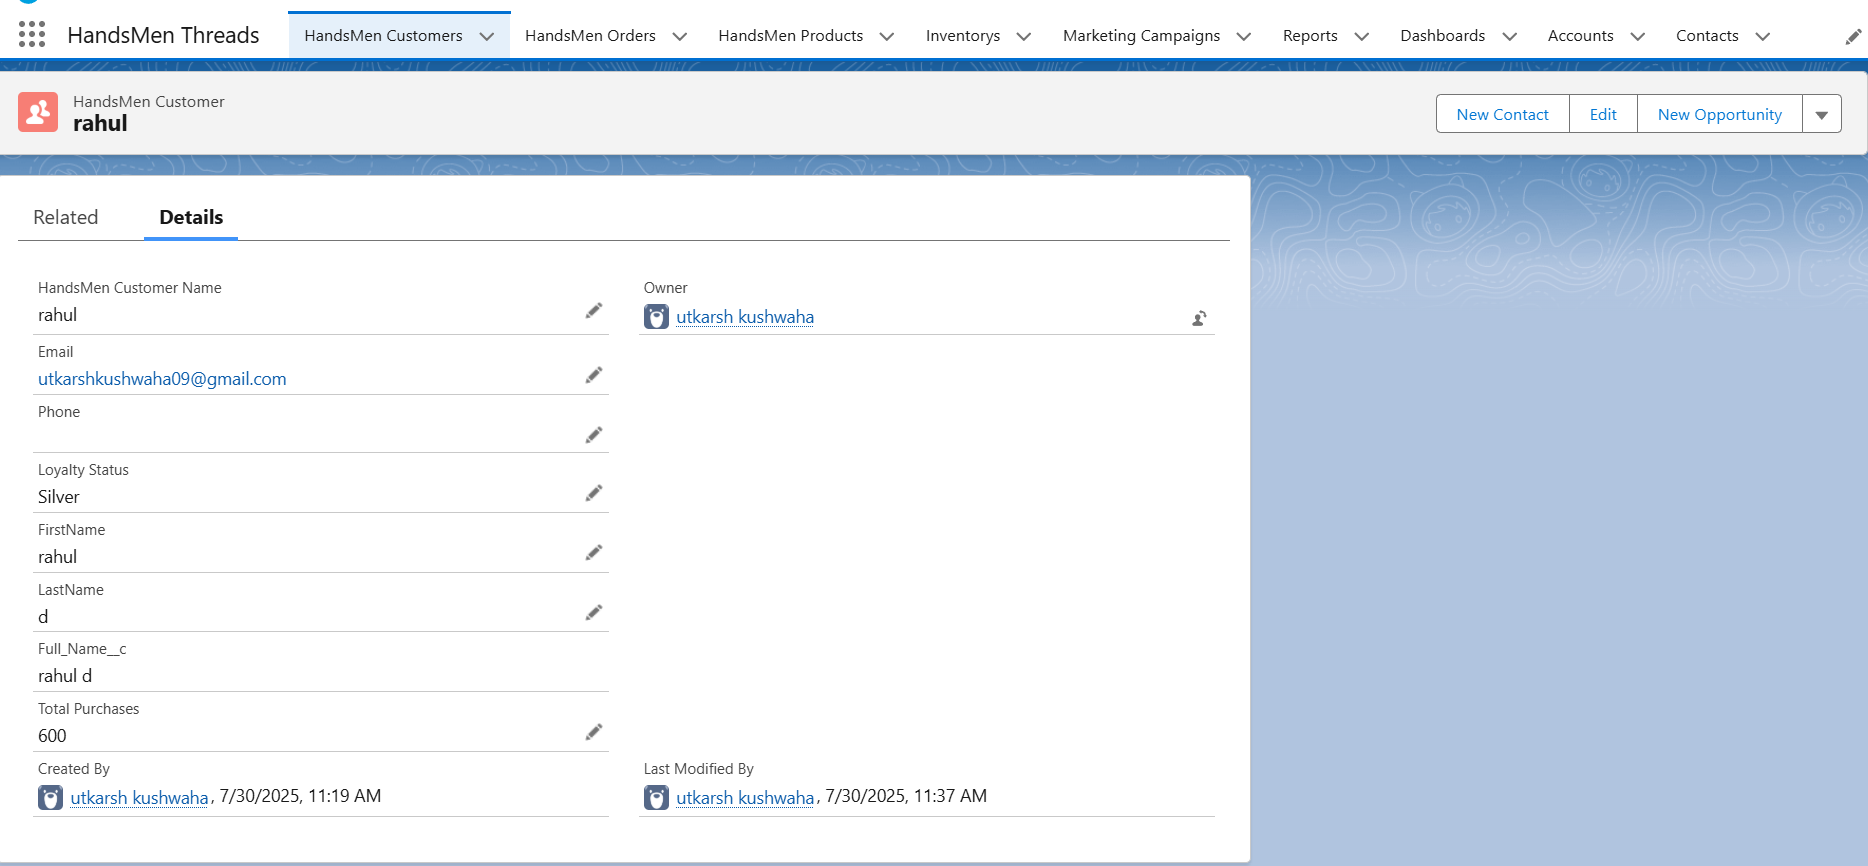 HandsMen Threads HandsMen Customers HandsMen Orders HandsMen Products Inventorys Marketing Campaigns Reports Dashboards Accounts Contacts
HandsMen Customer
rahul
New Contact Edit New Opportunity
Related Details
HandsMen Customer Name
rahul
Owner
utkarsh kushwaha
Email
utkarshkushwaha09@gmail.com
Phone
Loyalty Status
Silver
FirstName
rahul
LastName
d
Full_Name__c
rahul d
Total Purchases
600
Created By
utkarsh kushwaha, 7/30/2025, 11:19 AM
Last Modified By
utkarsh kushwaha, 7/30/2025, 11:37 AM